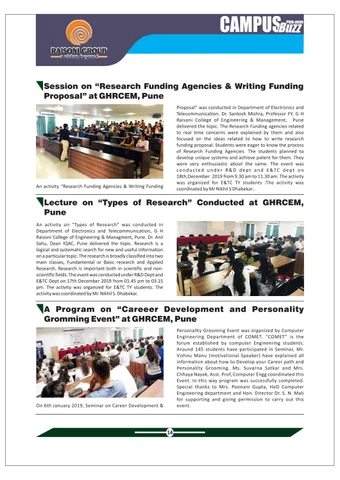 CAMPUS
BUZZ
FEB-2020
RAISONI GROUP
Session on “Research Funding Agencies & Writing Funding
Proposal” at GHRCEM, Pune
An activity "Research Funding Agencies & Writing Funding
Proposal" was conducted in Department of Electronics and
Telecommunication. Dr. Santosh Mishra, Professor FY, G H
Raisoni College of Engineering & Management, Pune
delivered the topic. The Research Funding agencies related
to real time concerns were explained by them and also
focused on the ideas related to how to write research
funding proposal. Students were eager to know the process
of Research Funding Agencies. The students planned to
develop unique systems and achieve patent for them. They
were very enthusiastic about the same. The event was
conducted under R&D dept and E&TC dept on
18th,December 2019 from 9.30 am to 11.30 am. The activity
was organized for E&TC TY students .The activity was
coordinated by Mr Nikhil S Dhabekar..
Lecture on “Types of Research” Conducted at GHRCEM,
Pune
An activity on "Types of Research" was conducted in
Department of Electronics and Telecommunication, G H
Raisoni College of Engineering & Managment, Pune. Dr. Anil
Sahu, Dean IQAC, Pune delivered the topic. Research is a
logical and systematic search for new and useful information
on a particular topic. The research is broadly classified into two
main classes, Fundamental or Basic research and Applied
Research. Research is important both in scientific and non-
scientific fields. The event was conducted under R&D Dept and
E&TC Dept on 17th December 2019 from 01.45 pm to 03.15
pm. The activity was organized for E&TC TY students. The
activity was coordinated by Mr. Nikhil S. Dhabekar.
A Program on “Careeer Development and Personality
Gromming Event” at GHRCEM, Pune
On 6th January 2019, Seminar on Career Development &
Personality Grooming Event was organized by Computer
Engineering Department of COMET. "COMET" is the
forum established by computer Engineering students.
Around 145 students have participated in Seminar, Mr.
Vishnu Manu (motivational Speaker) have explained all
information about how to Develop your Career path and
Personality Grooming. Ms. Suvarna Satkar and Mrs.
Chhaya Nayak, Asst. Prof, Computer Engg coordinated this
Event. In this way program was successfully completed.
Special thanks to Mrs. Poonam Gupta, HoD Computer
Engineering department and Hon. Director Dr. S. N. Mali
for supporting and giving permission to carry out this
event.